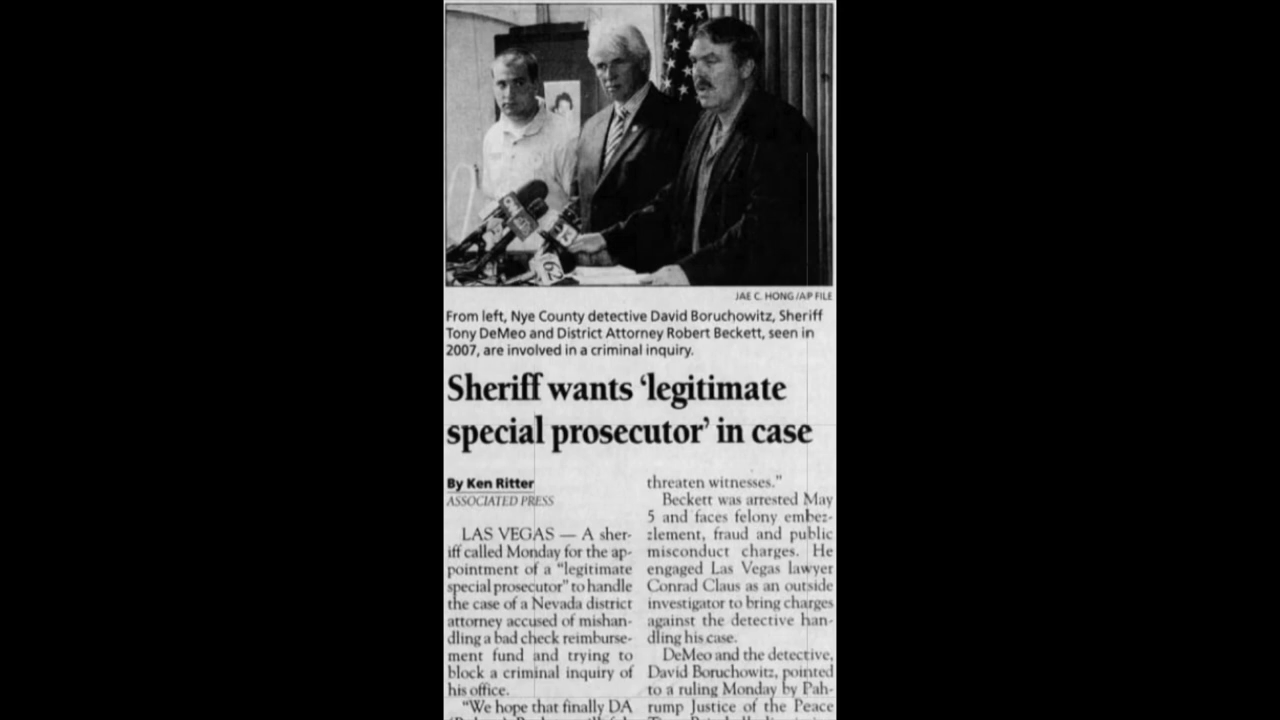 62
JAE C. HONG/AP FILE
From left, Nye County detective David Boruchowitz, Sheriff
Tony DeMeo and District Attorney Robert Beckett, seen in
2007, are involved in a criminal inquiry.
Sheriff wants ‘legitimate
special prosecutor’ in case
By Ken Ritter
ASSOCIATED PRESS
LAS VEGAS — A sher-
iff called Monday for the ap-
pointment of a “legitimate
special prosecutor” to handle
the case of a Nevada district
attorney accused of mishan-
dling a bad check reimburse-
ment fund and trying to
block a criminal inquiry of
his office.
“We hope that finally DA
threaten witnesses.”
Beckett was arrested May
5 and faces felony embez-
zlement, fraud and public
misconduct charges. He
engaged Las Vegas lawyer
Conrad Claus as an outside
investigator to bring charges
against the detective han-
dling his case.
DeMeo and the detective,
David Boruchowitz, pointed
to a ruling Monday by Pah-
rump Justice of the Peace